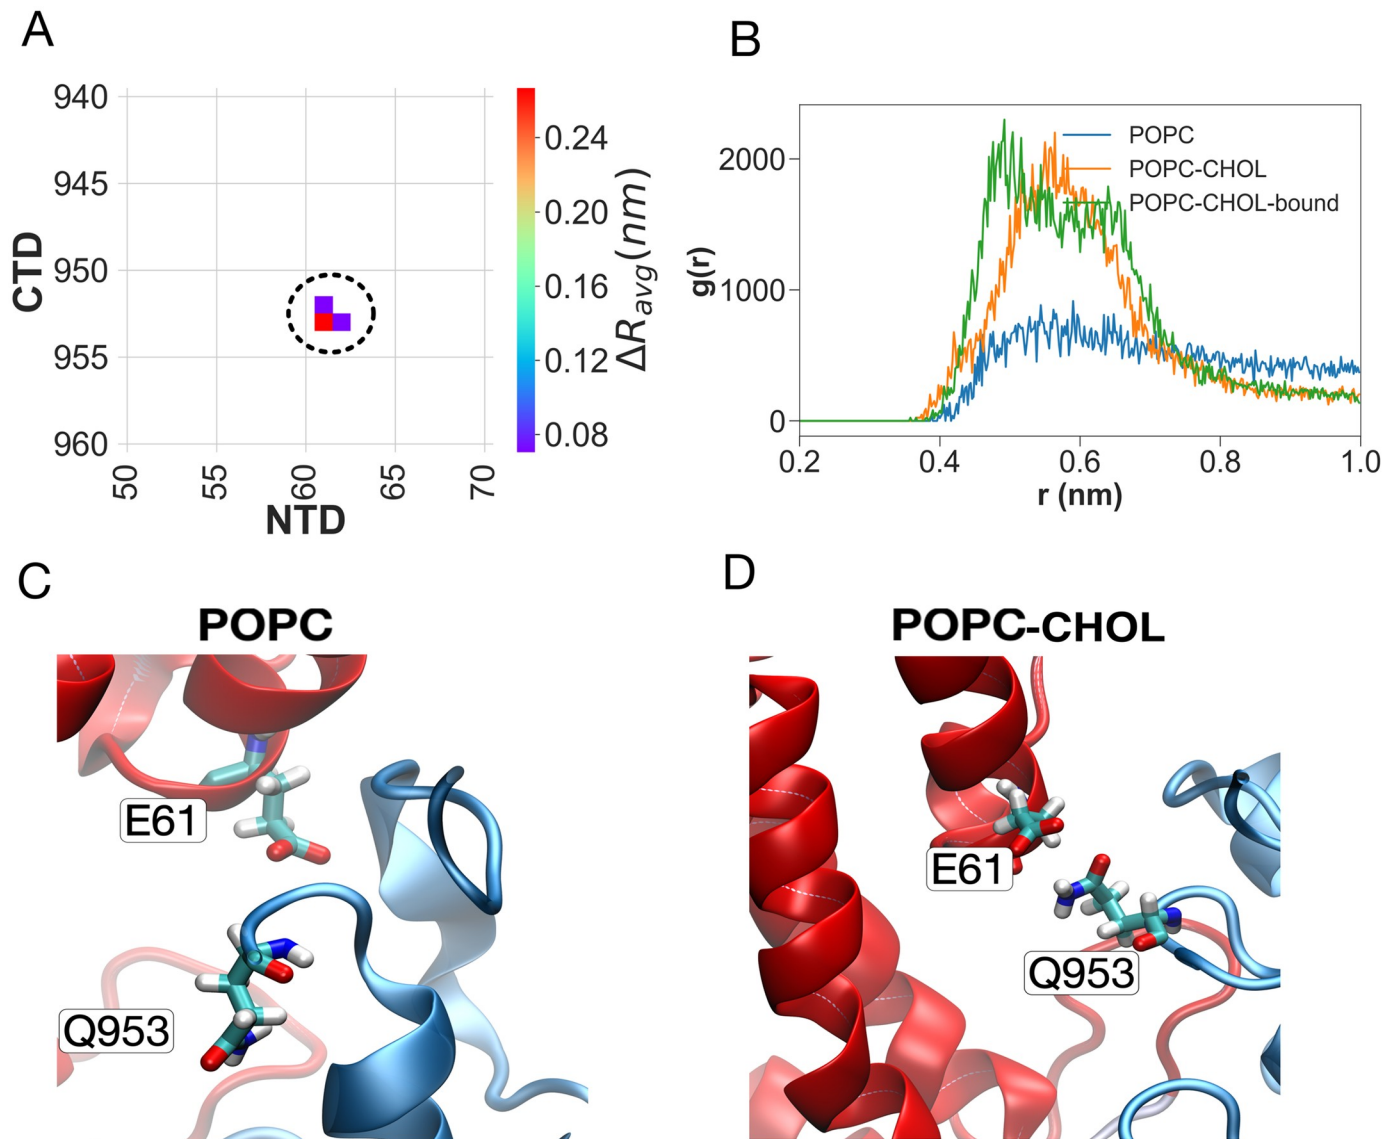 A
940
945
950
955
960
CTD
50
55
60
65
70
NTD
0.24
0.20
0.16
0.12
0.08
ΔRavg(nm)
B
2000
1000
0
g(r)
0.2
0.4
0.6
0.8
1.0
r (nm)
POPC
POPC-CHOL
POPC-CHOL-bound
C
POPC
E61
Q953
D
POPC-CHOL
E61
Q953